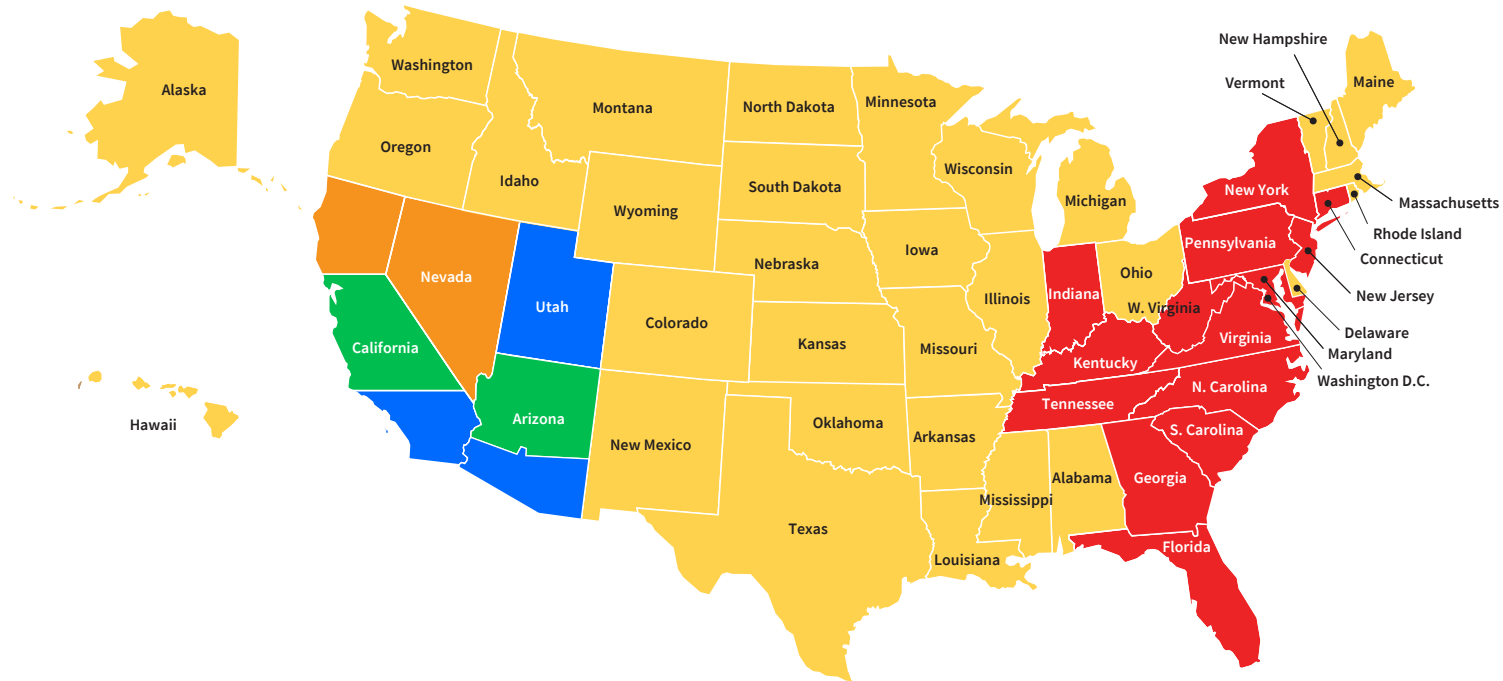 New Hampshire
Vermont
Maine
Alaska
Washington
Montana
North Dakota
Minnesota
Oregon
Idaho
South Dakota
Wisconsin
Michigan
New York
Massachusetts
Wyoming
Rhode Island
Iowa
Pennsylvania
Connecticut
Nebraska
Ohio
Nevada
Illinois
Indiana
New Jersey
Utah
W. Virginia
Colorado
Delaware
Kansas
Virginia
California
Missouri
Maryland
Kentucky
Washington D.C.
N. Carolina
Tennessee
Arizona
Hawaii
Oklahoma
S. Carolina
Arkansas
New Mexico
Alabama
Georgia
Mississippi
Texas
Florida
Louisiana